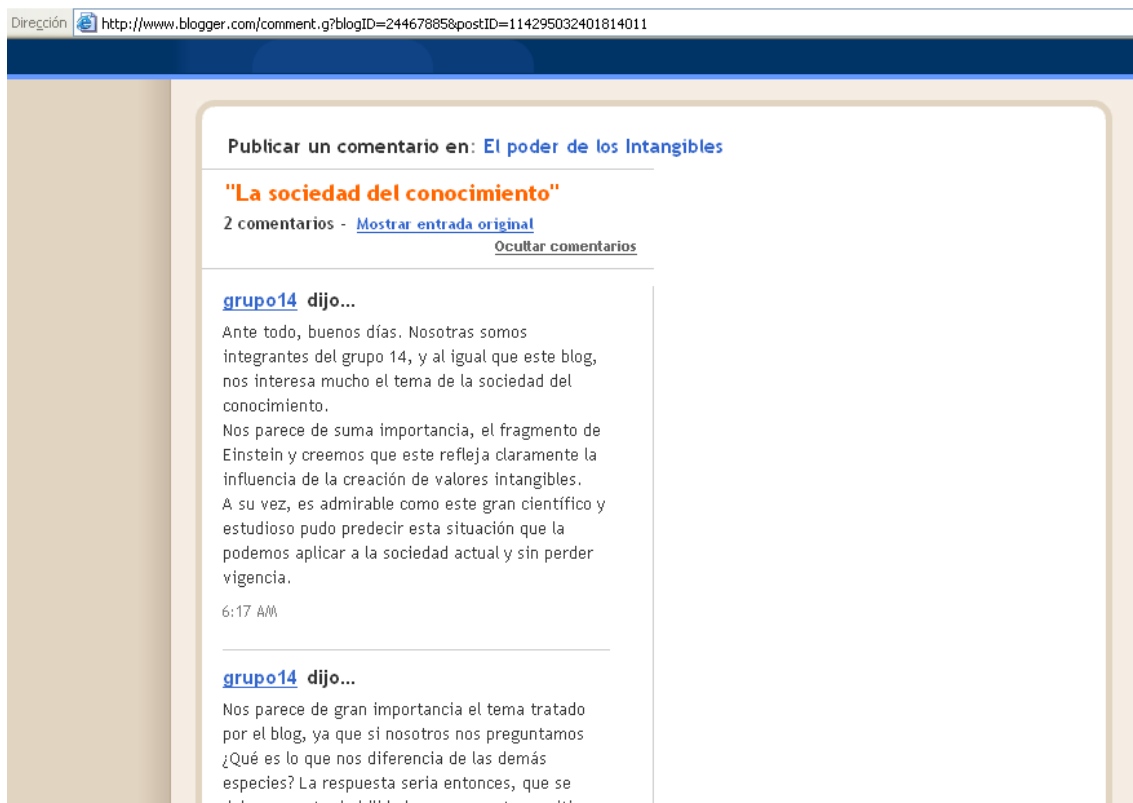 Dirección http://www.blogger.com/comment.g?blogID=24467885&postID=114295032401814011
Publicar un comentario en: El poder de los Intangibles
"La sociedad del conocimiento"
2 comentarios - Mostrar entrada original
Ocultar comentarios
grupo14 dijo...
Ante todo, buenos días. Nosotras somos
integrantes del grupo 14, y al igual que este blog,
nos interesa mucho el tema de la sociedad del
conocimiento.
Nos parece de suma importancia, el fragmento de
Einstein y creemos que este refleja claramente la
influencia de la creación de valores intangibles.
A su vez, es admirable como este gran científico y
estudioso pudo predecir esta situación que la
podemos aplicar a la sociedad actual y sin perder
vigencia.
6:17 AM
grupo14 dijo...
Nos parece de gran importancia el tema tratado
por el blog, ya que si nosotros nos preguntamos
¿Qué es lo que nos diferencia de las demás
especies? La respuesta seria entonces, que se